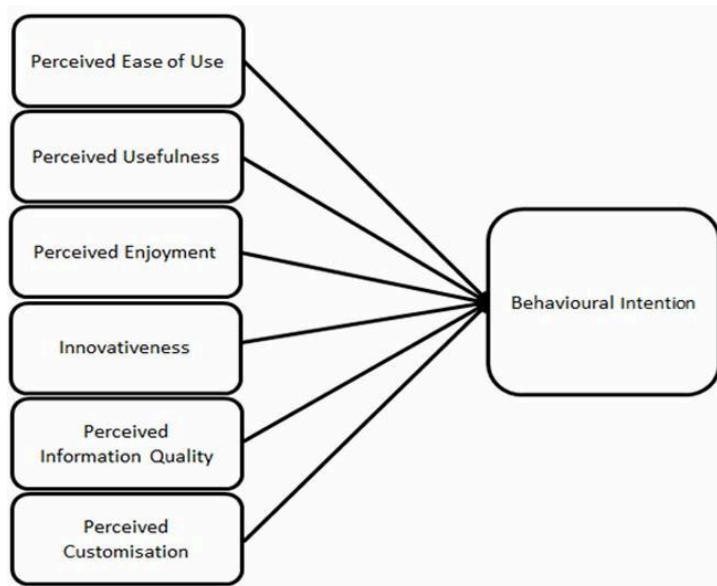 Perceived Ease of Use
Perceived Usefulness
Perceived Enjoyment
Innovativeness
Perceived
Information Quality
Perceived
Customisation
Behavioural Intention